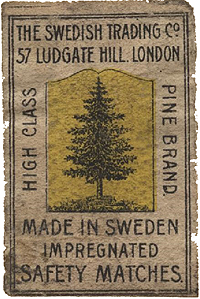 THE SWEDISH TRADING Co
57 LUDGATE HILL. LONDON
HIGH CLASS
PINE BRAND.
MADE IN SWEDEN
IMPREGNATED
SAFETY MATCHES.